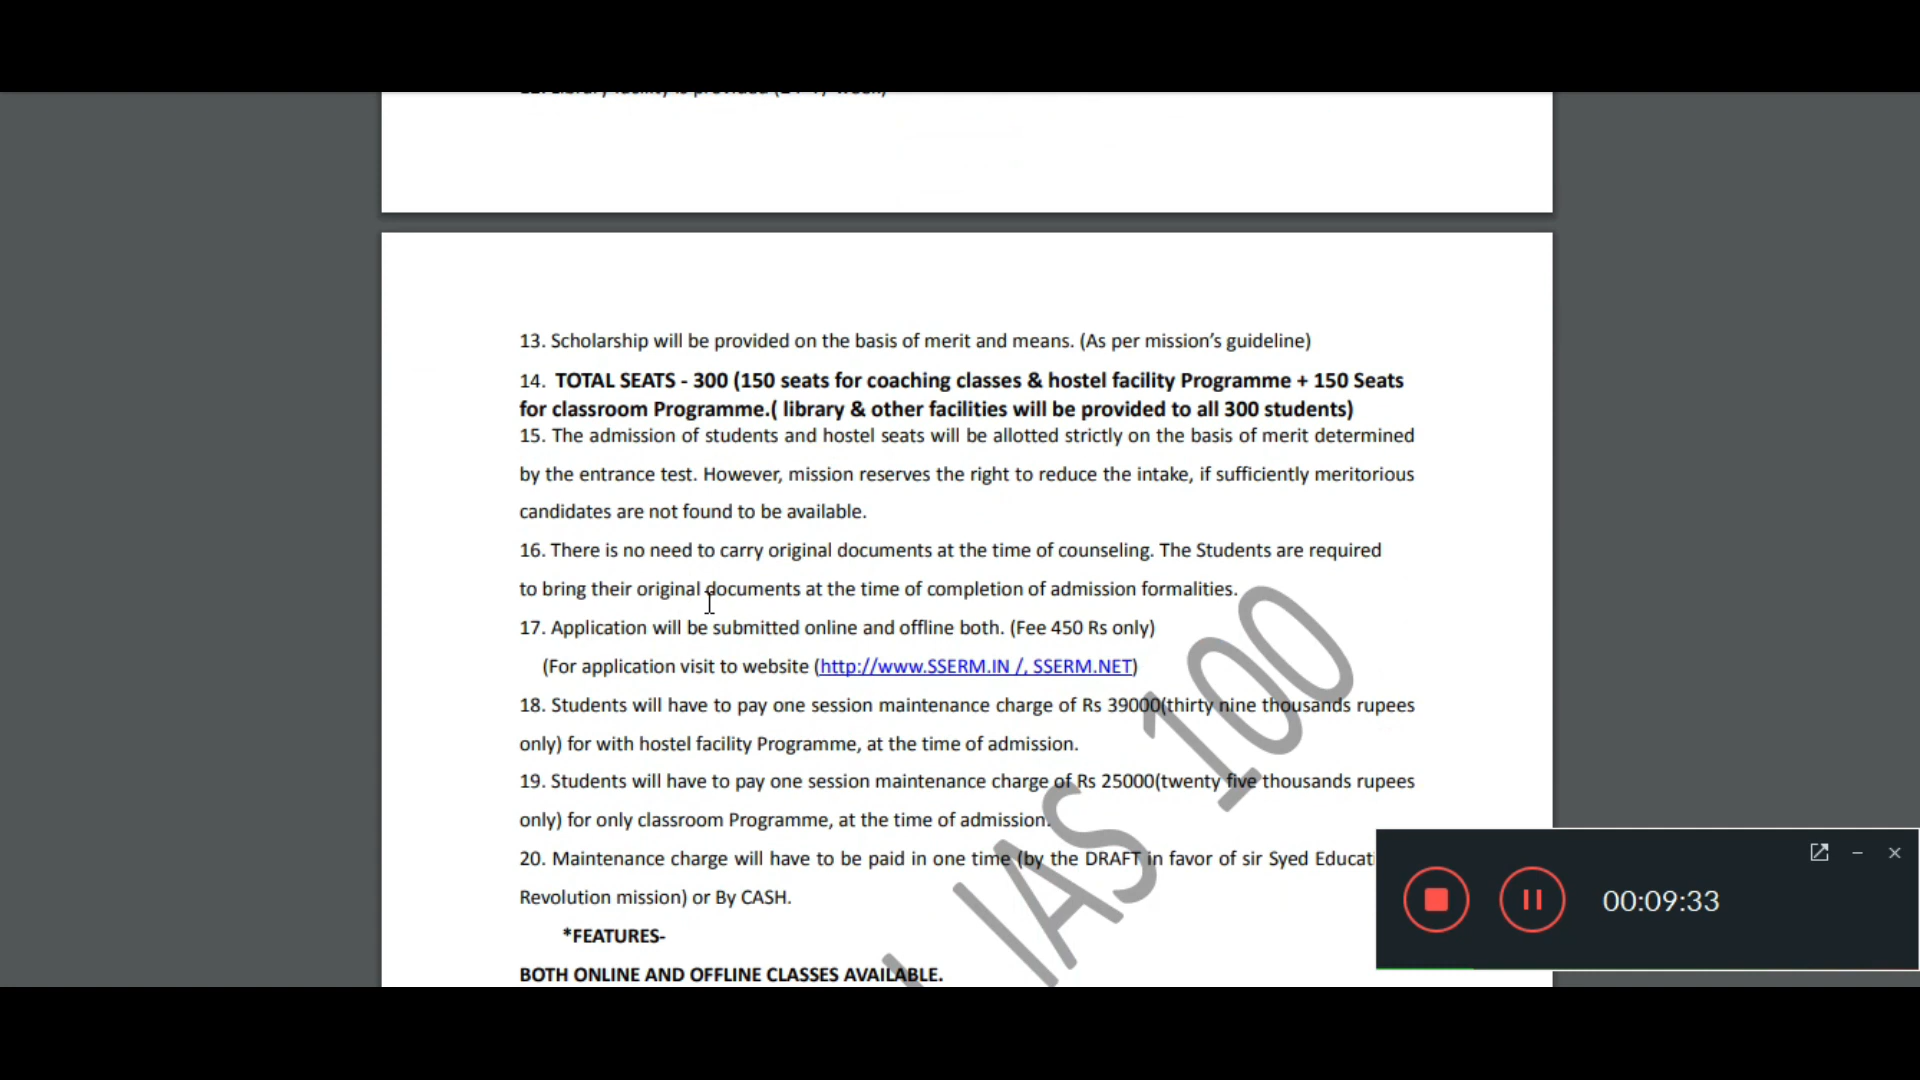 13. Scholarship will be provided on the basis of merit and means. (As per mission’s guideline)
14. TOTAL SEATS - 300 (150 seats for coaching classes & hostel facility Programme + 150 Seats
for classroom Programme.( library & other facilities will be provided to all 300 students)
15. The admission of students and hostel seats will be allotted strictly on the basis of merit determined
by the entrance test. However, mission reserves the right to reduce the intake, if sufficiently meritorious
candidates are not found to be available.
16. There is no need to carry original documents at the time of counseling. The Students are required
to bring their original documents at the time of completion of admission formalities.
17. Application will be submitted online and offline both. (Fee 450 Rs only)
(For application visit to website (http://www.SSERM.IN /, SSERM.NET)
18. Students will have to pay one session maintenance charge of Rs 39000(thirty nine thousands rupees
only) for with hostel facility Programme, at the time of admission.
19. Students will have to pay one session maintenance charge of Rs 25000(twenty five thousands rupees
only) for only classroom Programme, at the time of admission.
20. Maintenance charge will have to be paid in one time (by the DRAFT in favor of sir Syed Educati
Revolution mission) or By CASH.
*FEATURES-
BOTH ONLINE AND OFFLINE CLASSES AVAILABLE.
IAS 100
00:09:33